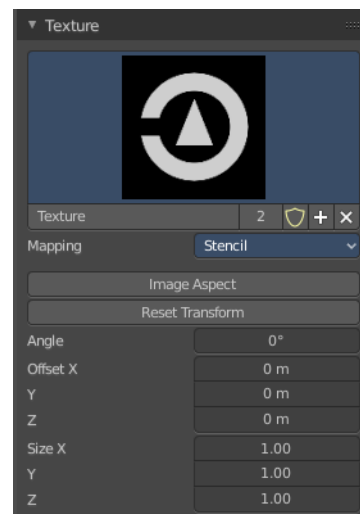 Texture
Texture 2
Mapping Stencil
Image Aspect
Reset Transform
Angle 0°
Offset X 0 m
Y 0 m
Z 0 m
Size X 1.00
Y 1.00
Z 1.00